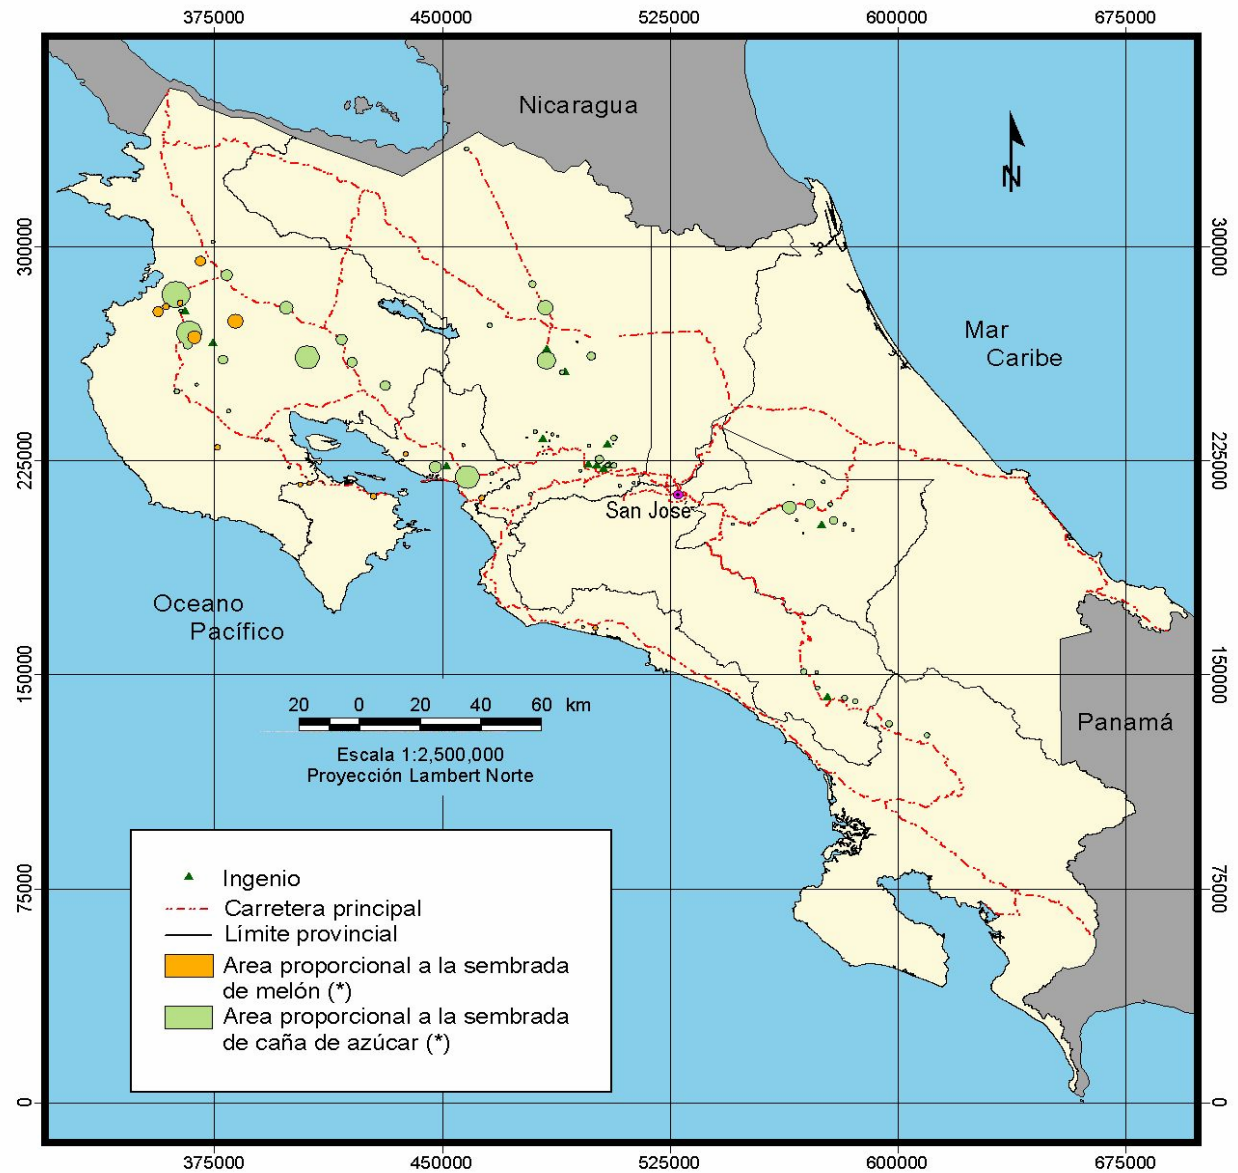 375000 450000 525000 600000 675000
Nicaragua
N
300000 300000
Mar
Caribe
225000 225000
San José
Oceano
Pacífico
150000 150000
20 0 20 40 60 km
Panamá
Escala 1:2,500,000
Proyección Lambert Norte
Ingenio
75000 75000
Carretera principal
Límite provincial
Area proporcional a la sembrada
de melón (*)
Area proporcional a la sembrada
de caña de azúcar (*)
0 0
375000 450000 525000 600000 675000